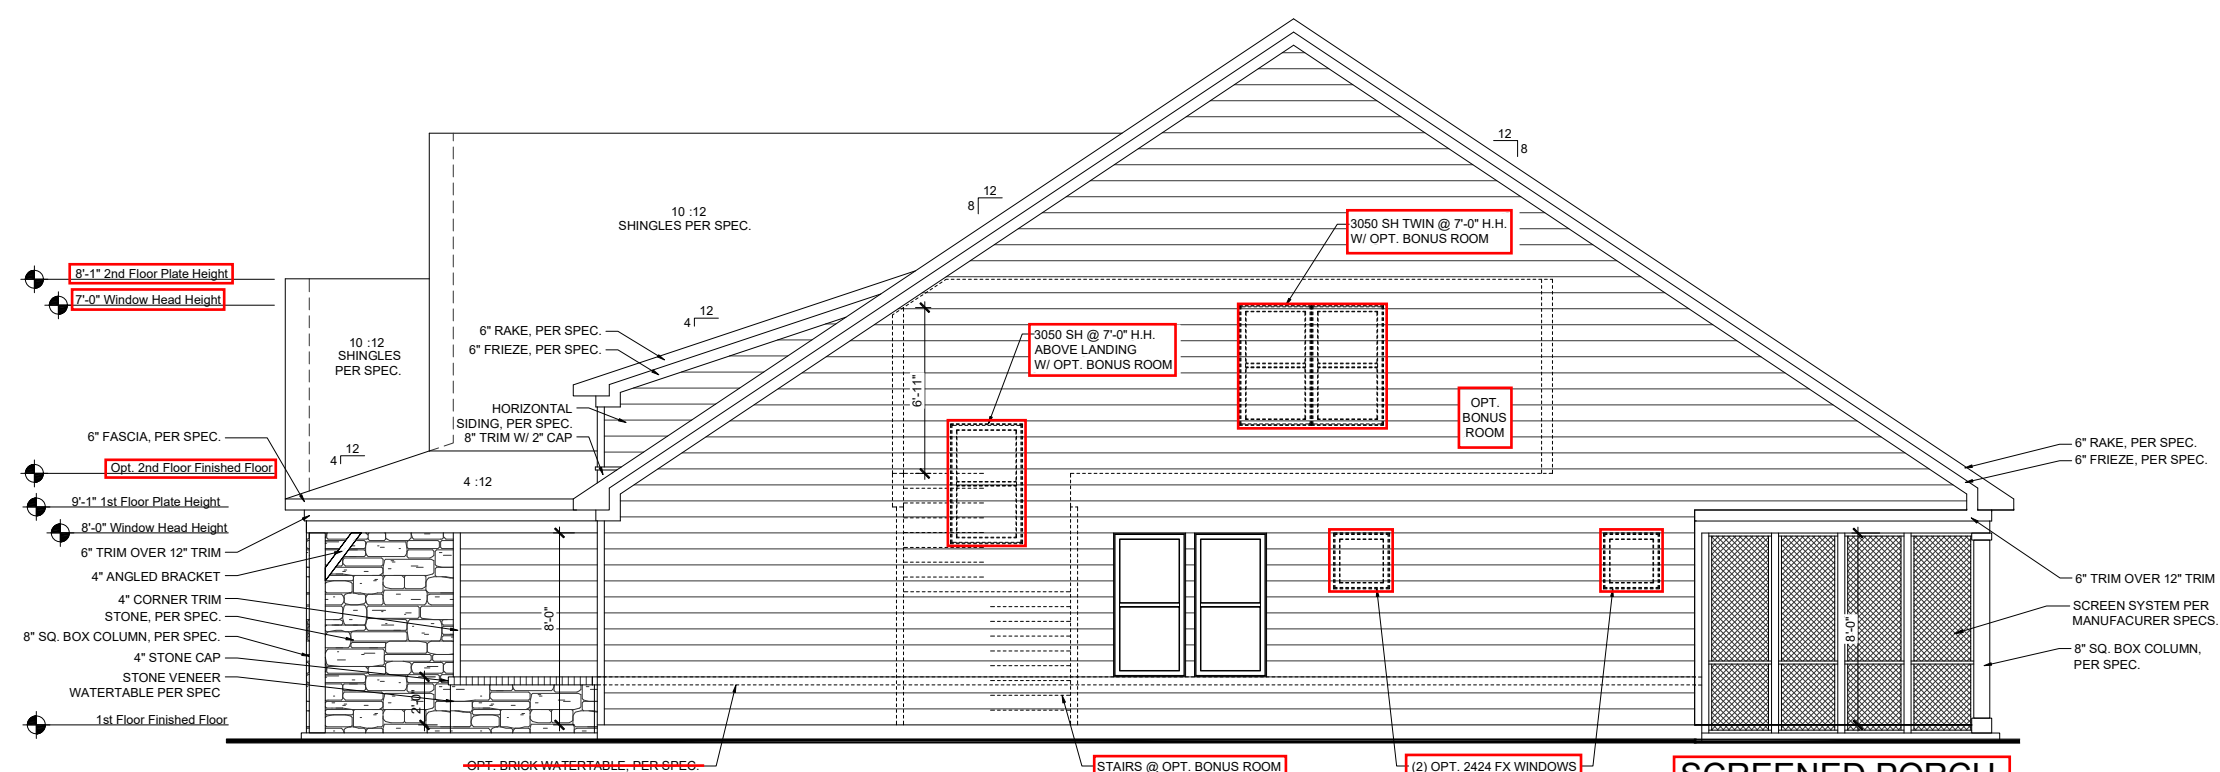 12
8
12
8
10 :12
SHINGLES PER SPEC.
3050 SH TWIN @ 7'-0" H.H.
W/ OPT. BONUS ROOM
8'-1" 2nd Floor Plate Height
7'-0" Window Head Height
12
4
10 :12
SHINGLES
PER SPEC.
6" RAKE, PER SPEC.
6" FRIEZE, PER SPEC.
3050 SH @ 7'-0" H.H.
ABOVE LANDING
W/ OPT. BONUS ROOM
6'-11"
OPT.
BONUS
ROOM
HORIZONTAL
SIDING, PER SPEC.
8" TRIM W/ 2" CAP
6" FASCIA, PER SPEC.
12
4
Opt. 2nd Floor Finished Floor
4 :12
9'-1" 1st Floor Plate Height
8'-0" Window Head Height
6" TRIM OVER 12" TRIM
4" ANGLED BRACKET
4" CORNER TRIM
STONE, PER SPEC.
8" SQ. BOX COLUMN, PER SPEC.
4" STONE CAP
STONE VENEER
WATERTABLE PER SPEC
1st Floor Finished Floor
8'-0"
2'-0"
6" RAKE, PER SPEC.
6" FRIEZE, PER SPEC.
6" TRIM OVER 12" TRIM
SCREEN SYSTEM PER
MANUFACURER SPECS.
8'-0"
8" SQ. BOX COLUMN,
PER SPEC.
OPT. BRICK WATERTABLE, PER SPEC.
STAIRS @ OPT. BONUS ROOM
(2) OPT. 2424 FX WINDOWS
SCREENED PORCH